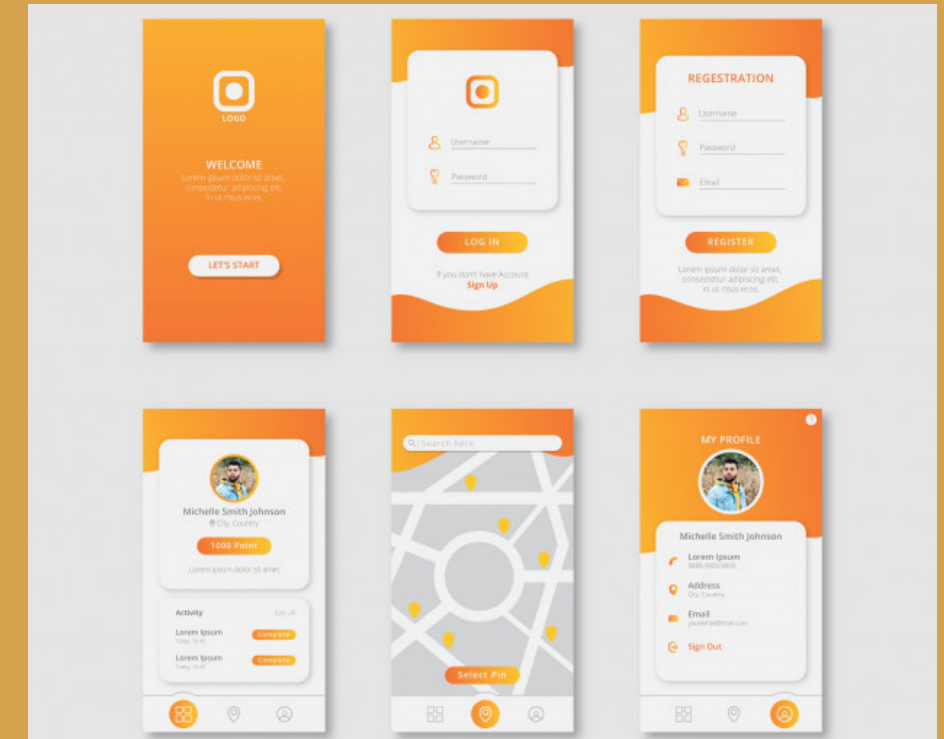 LOGO
WELCOME
Lorem ipsum dolor sit amet,
consectetur adipiscing elit.
In ut risus eros.
LET'S START
Username
Password
LOG IN
If you don't have Account
Sign Up
REGESTRATION
Username
Password
Email
REGISTER
Lorem ipsum dolor sit amet,
consectetur adipiscing elit.
In ut risus eros.
Michelle Smith Johnson
City, Country
1000 Point
Lorem ipsum dolor sit amet
Activity
See all
Lorem Ipsum
Complete
Lorem Ipsum
Complete
Search here
Select Pin
MY PROFILE
Michelle Smith Johnson
Lorem Ipsum
Address
City, Country
Email
Sign Out